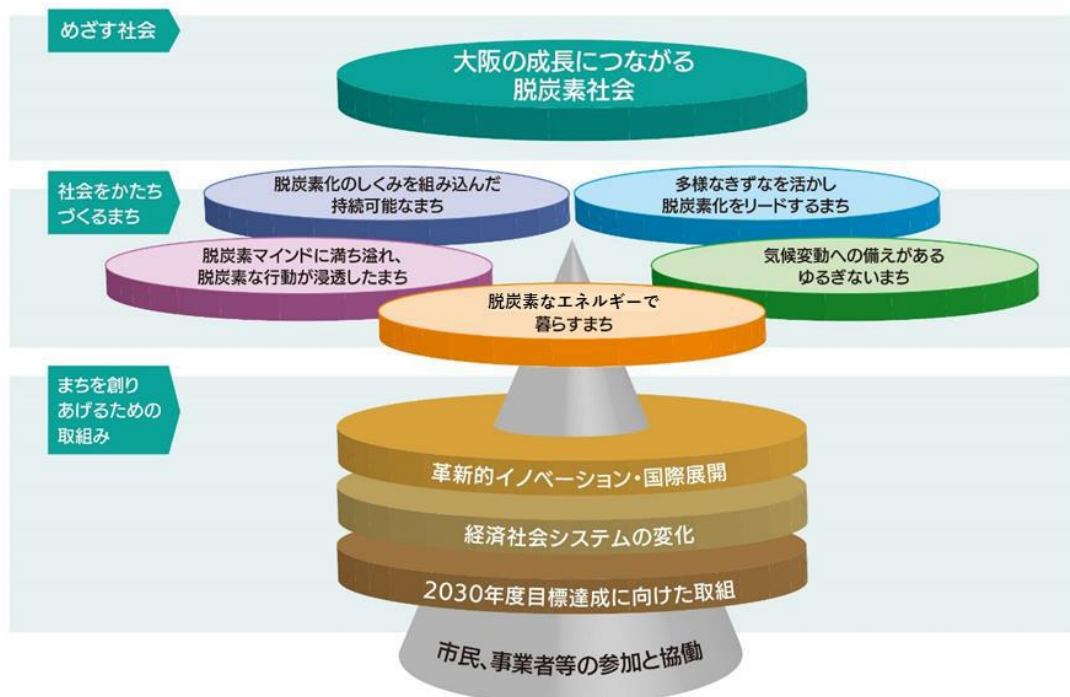 めざす社会
大阪の成長につながる
脱炭素社会
社会をかたち
づくるまち
脱炭素化のしくみを組み込んだ
持続可能なまち
多様なきずなを活かし
脱炭素化をリードするまち
脱炭素マインドに満ち溢れ、
脱炭素な行動が浸透したまち
気候変動への備えがある
ゆるぎないまち
脱炭素なエネルギーで
暮らすまち
まちを創り
あげるための
取組み
革新的イノベーション・国際展開
経済社会システムの変化
2030年度目標達成に向けた取組
市民、事業者等の参加と協働